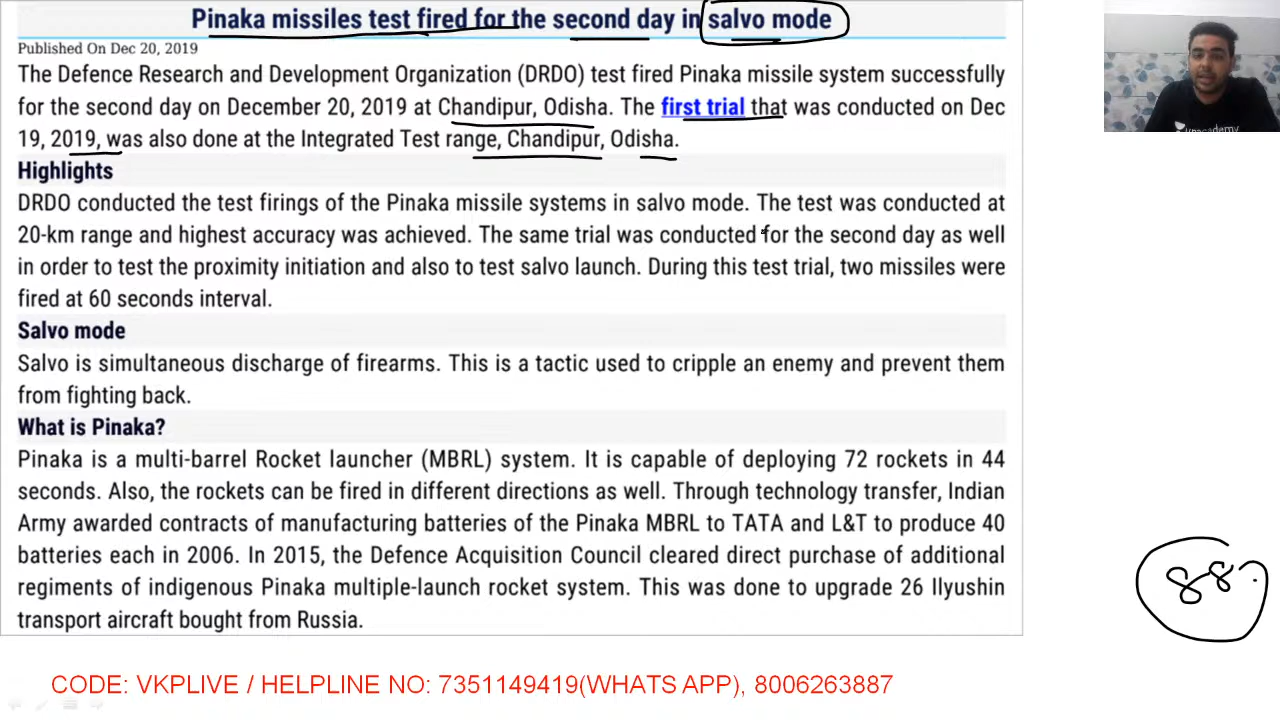 Pinaka missiles test fired for the second day in salvo mode
Published On Dec 20, 2019
The Defence Research and Development Organization (DRDO) test fired Pinaka missile system successfully
for the second day on December 20, 2019 at Chandipur, Odisha. The first trial that was conducted on Dec
19, 2019, was also done at the Integrated Test range, Chandipur, Odisha.
Highlights
DRDO conducted the test firings of the Pinaka missile systems in salvo mode. The test was conducted at
20-km range and highest accuracy was achieved. The same trial was conducted for the second day as well
in order to test the proximity initiation and also to test salvo launch. During this test trial, two missiles were
fired at 60 seconds interval.
Salvo mode
Salvo is simultaneous discharge of firearms. This is a tactic used to cripple an enemy and prevent them
from fighting back.
What is Pinaka?
Pinaka is a multi-barrel Rocket launcher (MBRL) system. It is capable of deploying 72 rockets in 44
seconds. Also, the rockets can be fired in different directions as well. Through technology transfer, Indian
Army awarded contracts of manufacturing batteries of the Pinaka MBRL to TATA and L&T to produce 40
batteries each in 2006. In 2015, the Defence Acquisition Council cleared direct purchase of additional
regiments of indigenous Pinaka multiple-launch rocket system. This was done to upgrade 26 Ilyushin
transport aircraft bought from Russia.
88
CODE: VKPLIVE / HELPLINE NO: 7351149419(WHATS APP), 8006263887